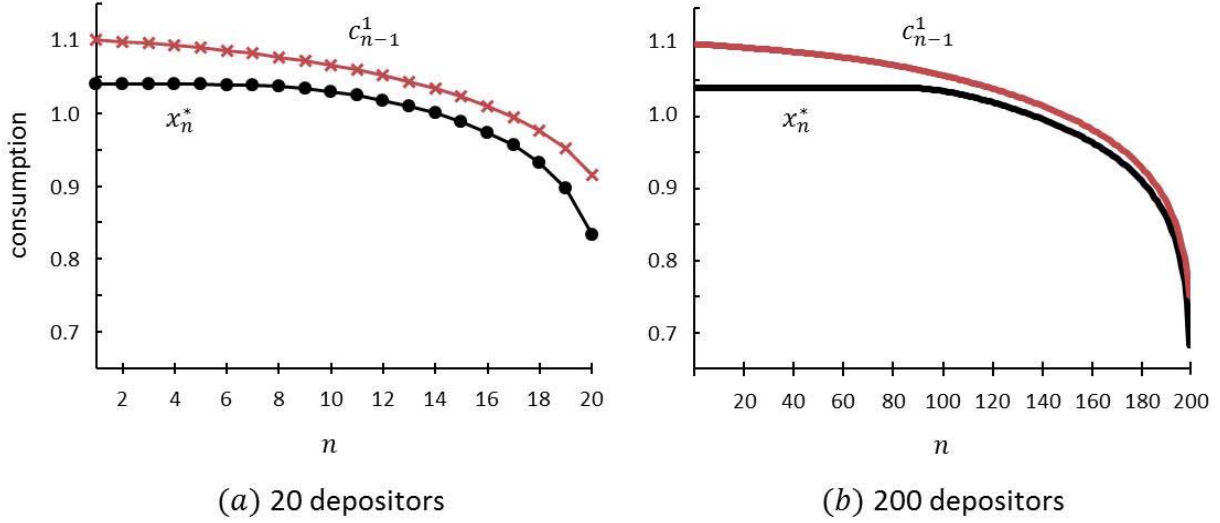 consumption
1.1
1.0
0.9
0.8
0.7
c¹ₙ₋₁
xₙ*
2 4 6 8 10 12 14 16 18 20
n
(a) 20 depositors
1.1
1.0
0.9
0.8
0.7
c¹ₙ₋₁
xₙ*
20 40 60 80 100 120 140 160 180 200
n
(b) 200 depositors